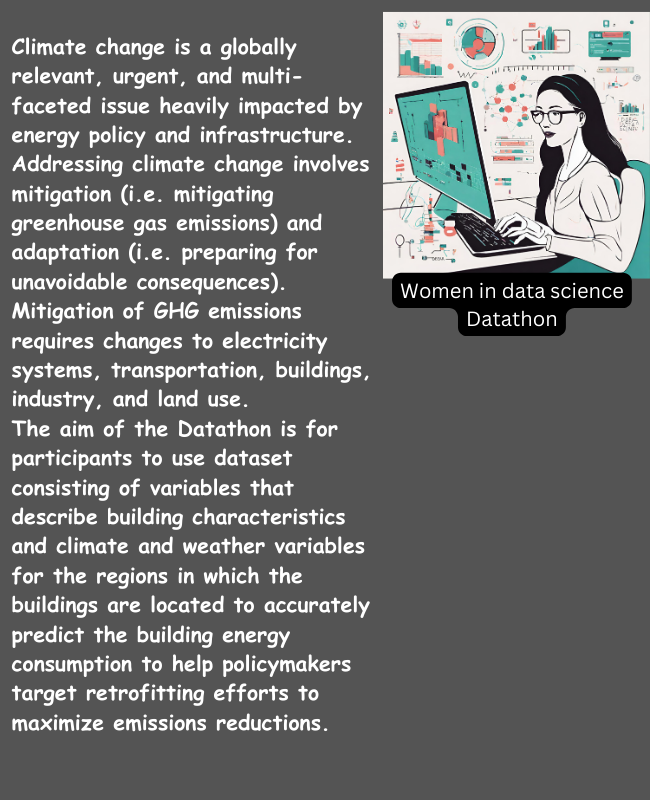 Climate change is a globally
relevant, urgent, and multi-
faceted issue heavily impacted by
energy policy and infrastructure.
Addressing climate change involves
mitigation (i.e. mitigating
greenhouse gas emissions) and
adaptation (i.e. preparing for
unavoidable consequences).
Mitigation of GHG emissions
requires changes to electricity
systems, transportation, buildings,
industry, and land use.
The aim of the Datathon is for
participants to use dataset
consisting of variables that
describe building characteristics
and climate and weather variables
for the regions in which the
buildings are located to accurately
predict the building energy
consumption to help policymakers
target retrofitting efforts to
maximize emissions reductions.
Women in data science
Datathon